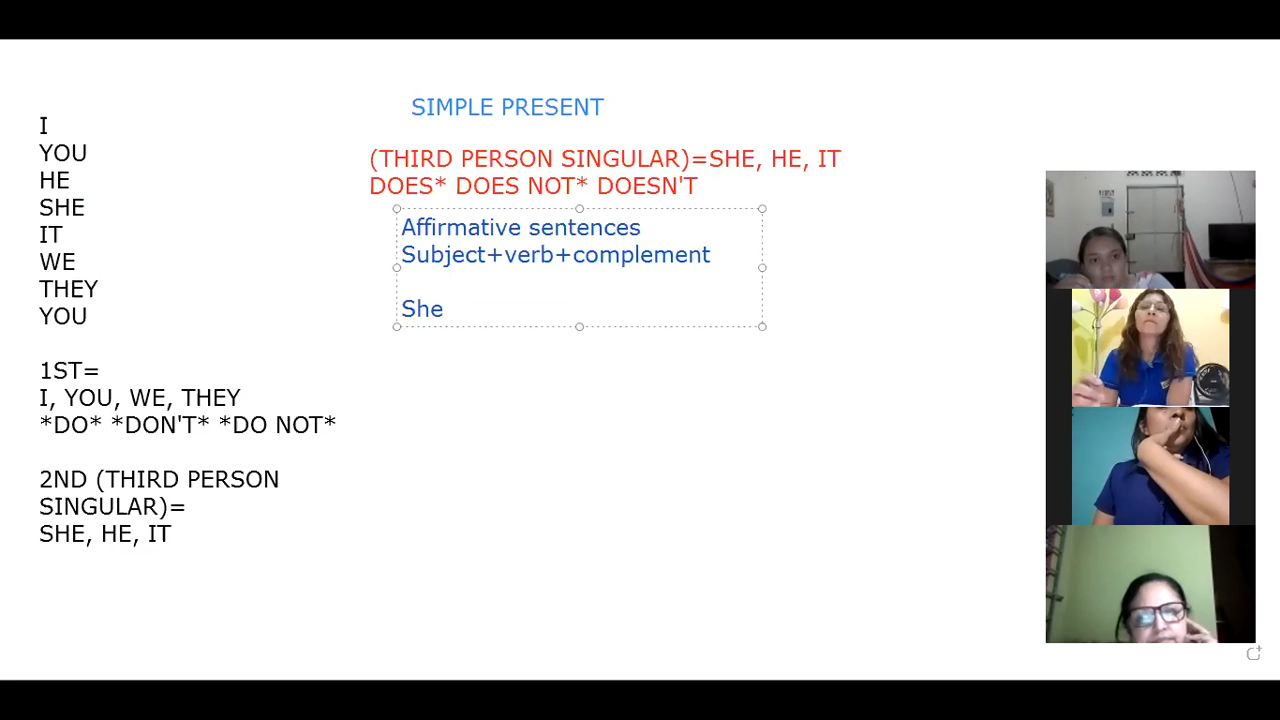 I
YOU
HE
SHE
IT
WE
THEY
YOU
1ST=
I, YOU, WE, THEY
*DO* *DON'T* *DO NOT*
2ND (THIRD PERSON
SINGULAR)=
SHE, HE, IT
SIMPLE PRESENT
(THIRD PERSON SINGULAR)=SHE, HE, IT
DOES* DOES NOT* DOESN'T
Affirmative sentences
Subject+verb+complement
She